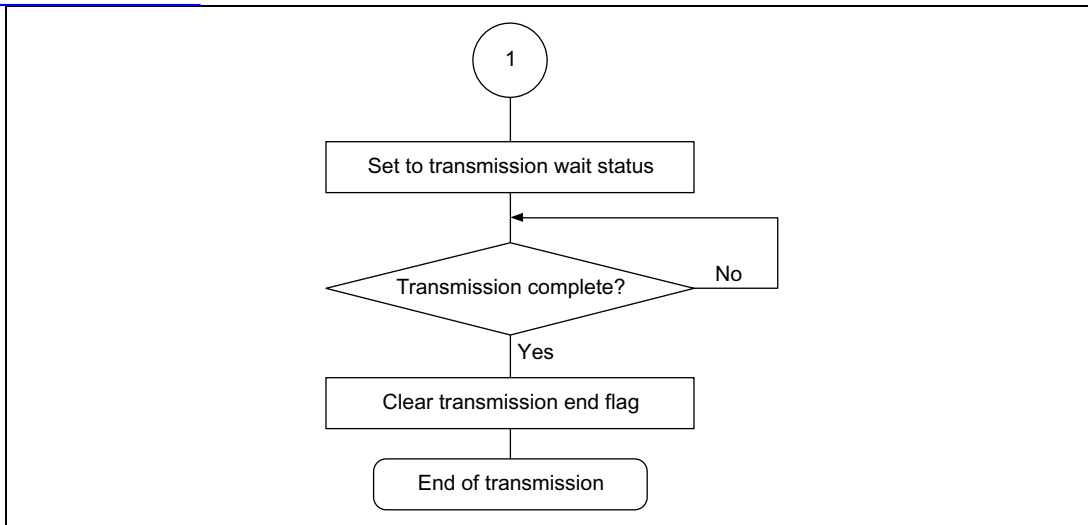 1
Set to transmission wait status
Transmission complete?
No
Yes
Clear transmission end flag
End of transmission